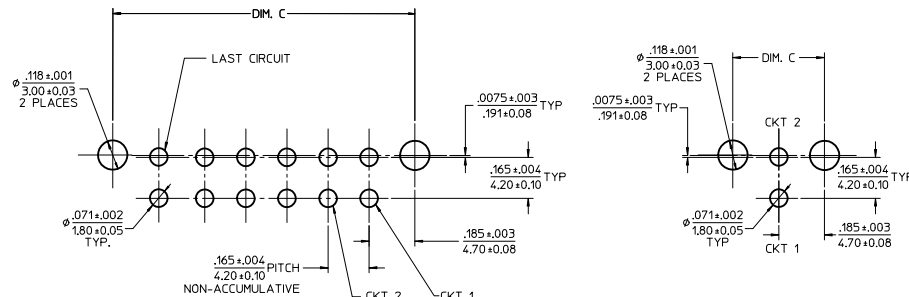 DIM. C
LAST CIRCUIT
⌀ .118±.001
3.00±0.03
2 PLACES
.0075±.003 TYP
.191±0.08
.165±.004 TYP
4.20±0.10
⌀ .071±.002
1.80±0.05
TYP.
.185±.003
4.70±0.08
.165±.004 PITCH
4.20±0.10
NON-ACCUMULATIVE
CKT 2
CKT 1
⌀ .118±.001
3.00±0.03
2 PLACES
DIM. C
.0075±.003 TYP
.191±0.08
CKT 2
.165±.004 TYP
4.20±0.10
⌀ .071±.002
1.80±0.05
TYP
CKT 1
.185±.003
4.70±0.08